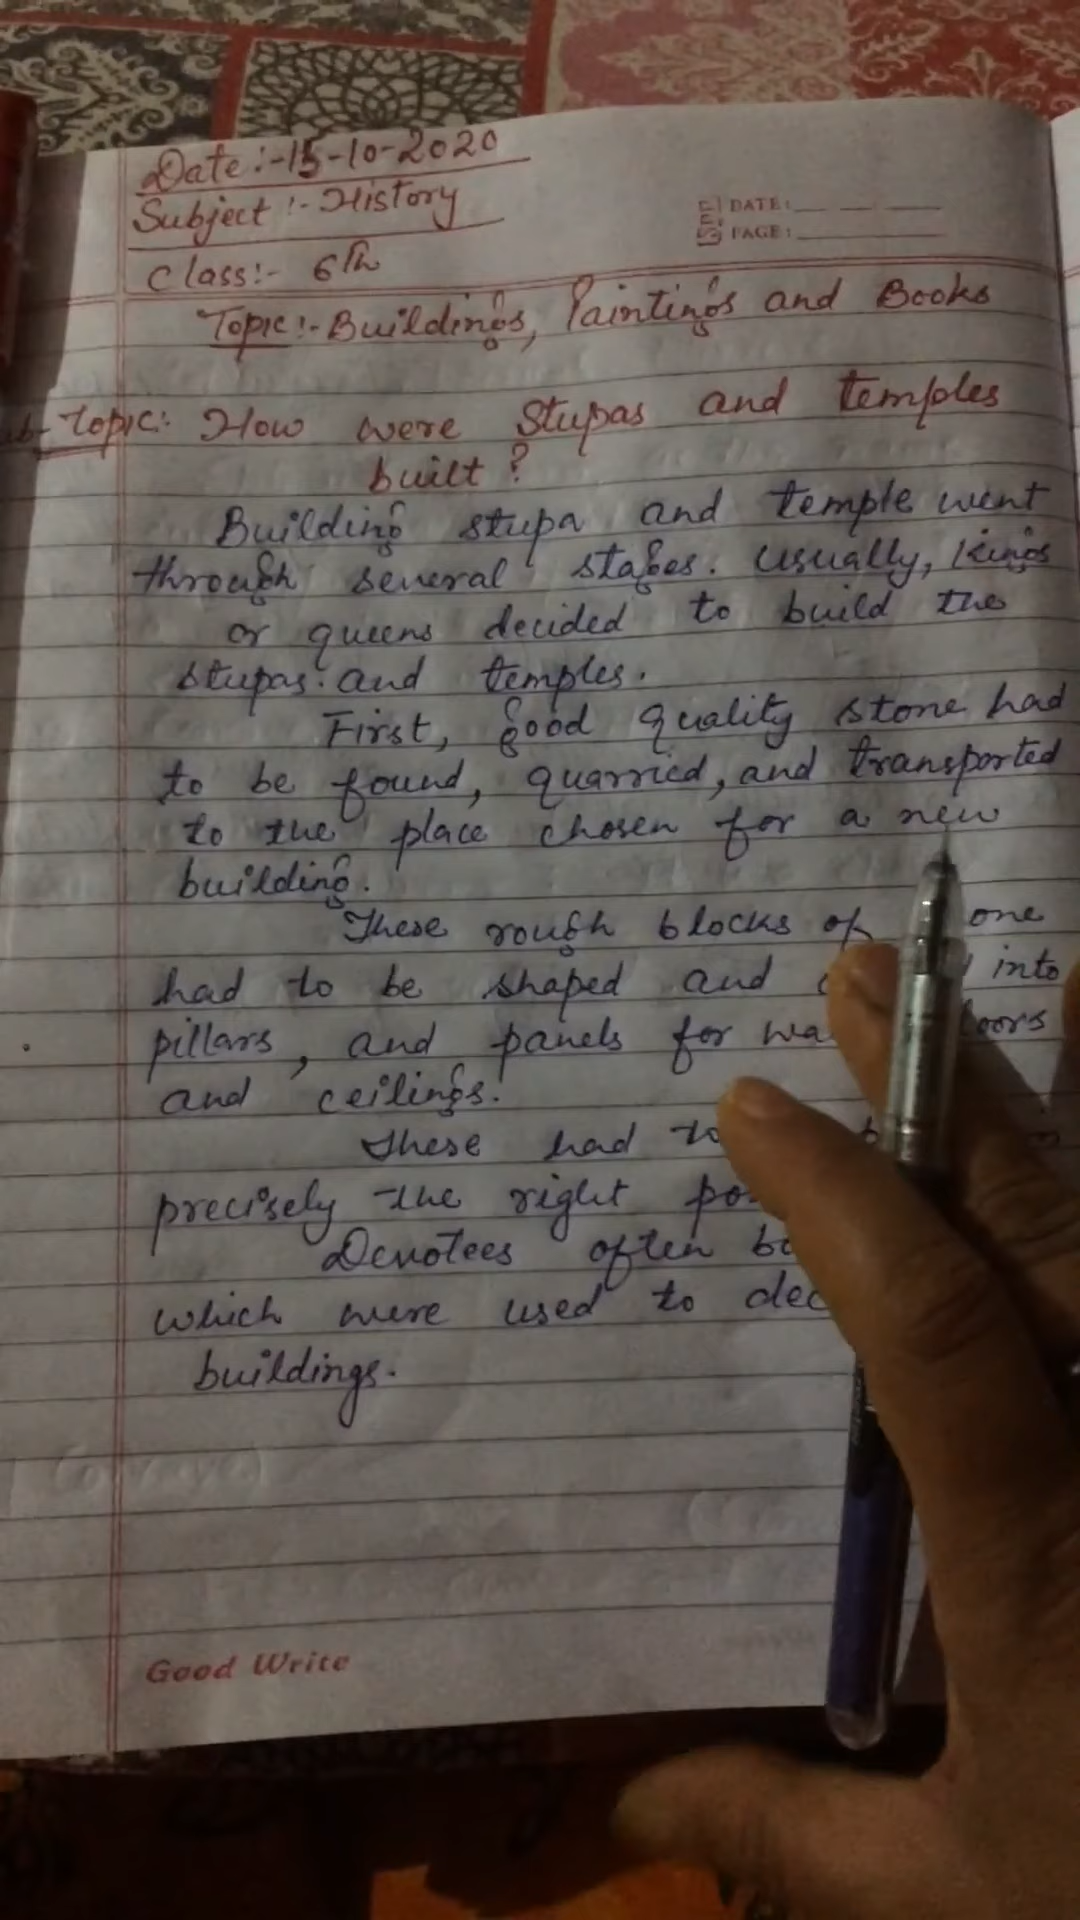 Date:-15-10-2020
Subject:- History
Class:- 6th
DATE:
PAGE:
Topic:- Buildings, Paintings and Books
Topic: How were Stupas and temples
built?
Building stupa and temple went
through several stages. usually, kings
or queens decided to build the
stupas and temples.
First, good quality stone had
to be found, quarried, and transported
to the place chosen for a new
building.
These rough blocks of
had to be shaped and into
pillars, and panels for
and ceilings.
These had to
precisely the right
Devotees often
which were used to
buildings.
Good Write